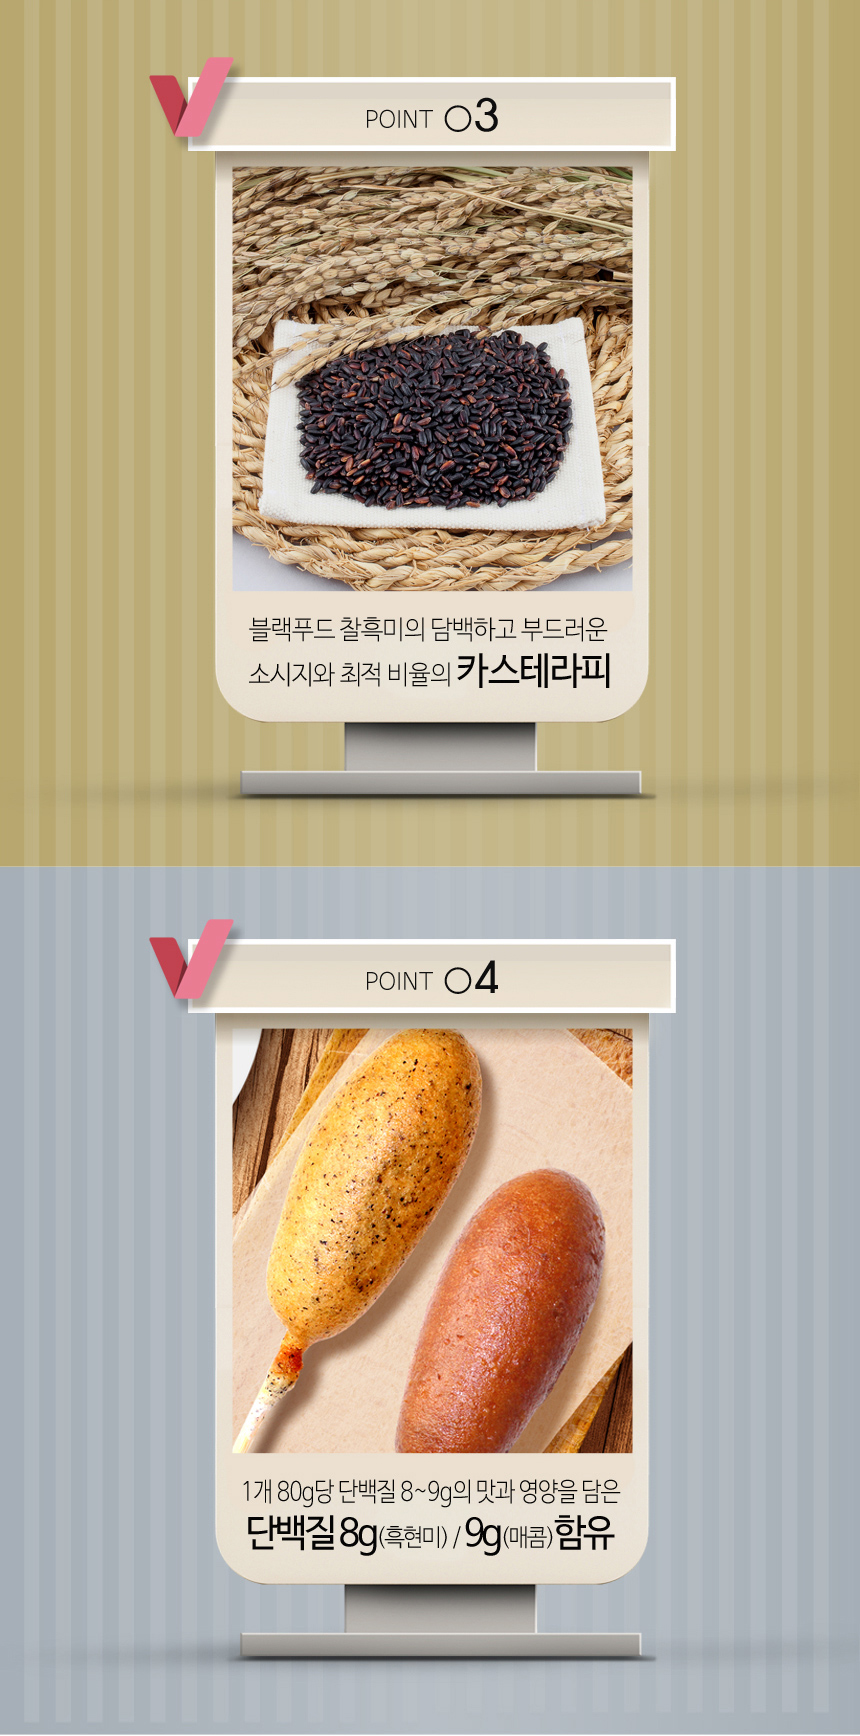 POINT 03
블랙푸드 찰흑미의 담백하고 부드러운
소시지와 최적 비율의 카스테라피
POINT 04
1개 80g당 단백질 8~9g의 맛과 영양을 담은
단백질 8g(흑현미) / 9g(매콤)함유